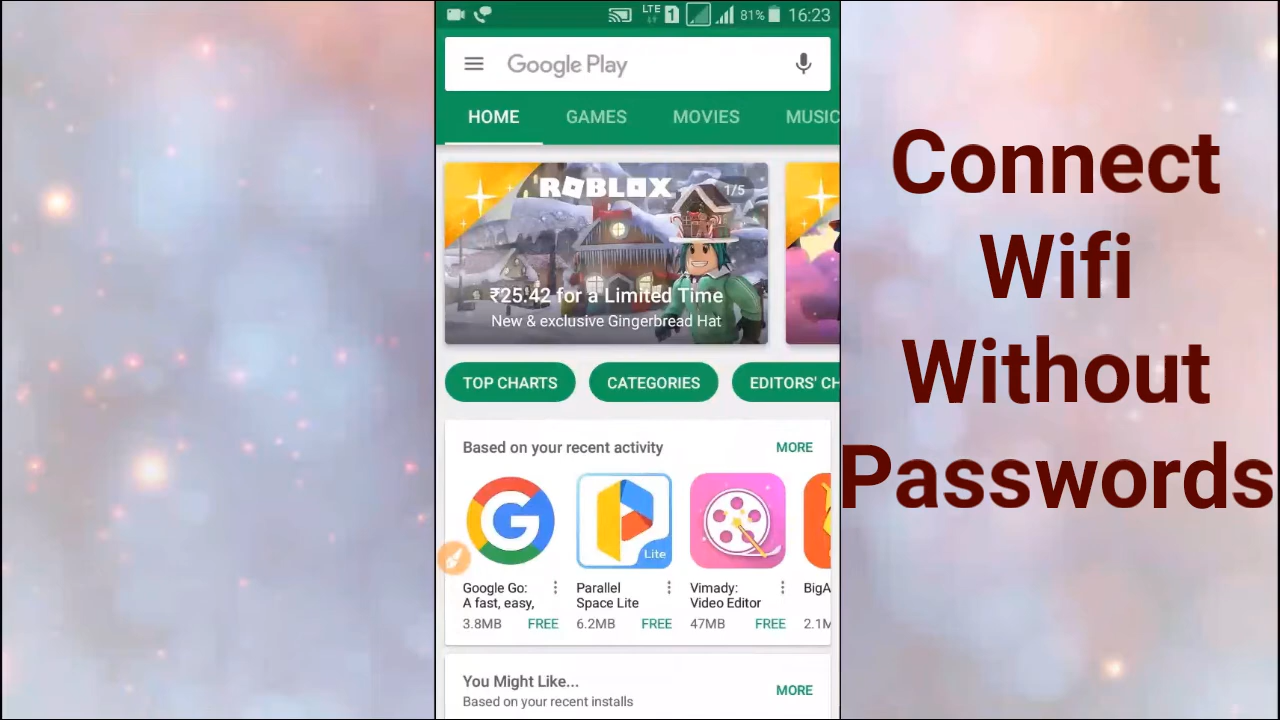 LTE 1 81% 16:23
Google Play
HOME GAMES MOVIES MUSIC
ROBLOX 1/5
₹25.42 for a Limited Time
New & exclusive Gingerbread Hat
TOP CHARTS CATEGORIES EDITORS' CH
Based on your recent activity MORE
Lite
Google Go: Parallel Vimady: BigA
A fast, easy, Space Lite Video Editor
3.8MB FREE 6.2MB FREE 47MB FREE 2.1M
You Might Like... MORE
Based on your recent installs
Connect
Wifi
Without
Passwords